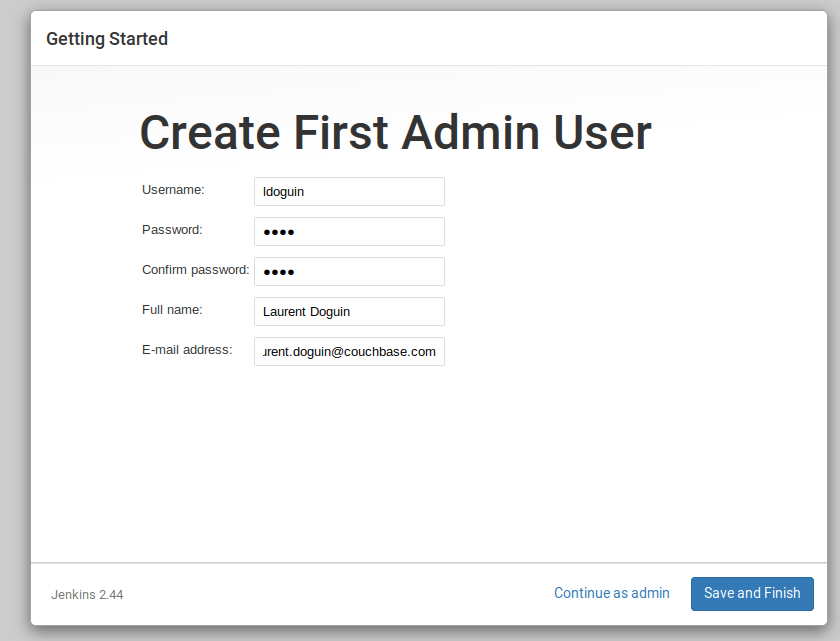 Getting Started
Create First Admin User
Username: ldoguin
Password: ●●●●
Confirm password: ●●●●
Full name: Laurent Doguin
E-mail address: urent.doguin@couchbase.com
Jenkins 2.44 Continue as admin Save and Finish